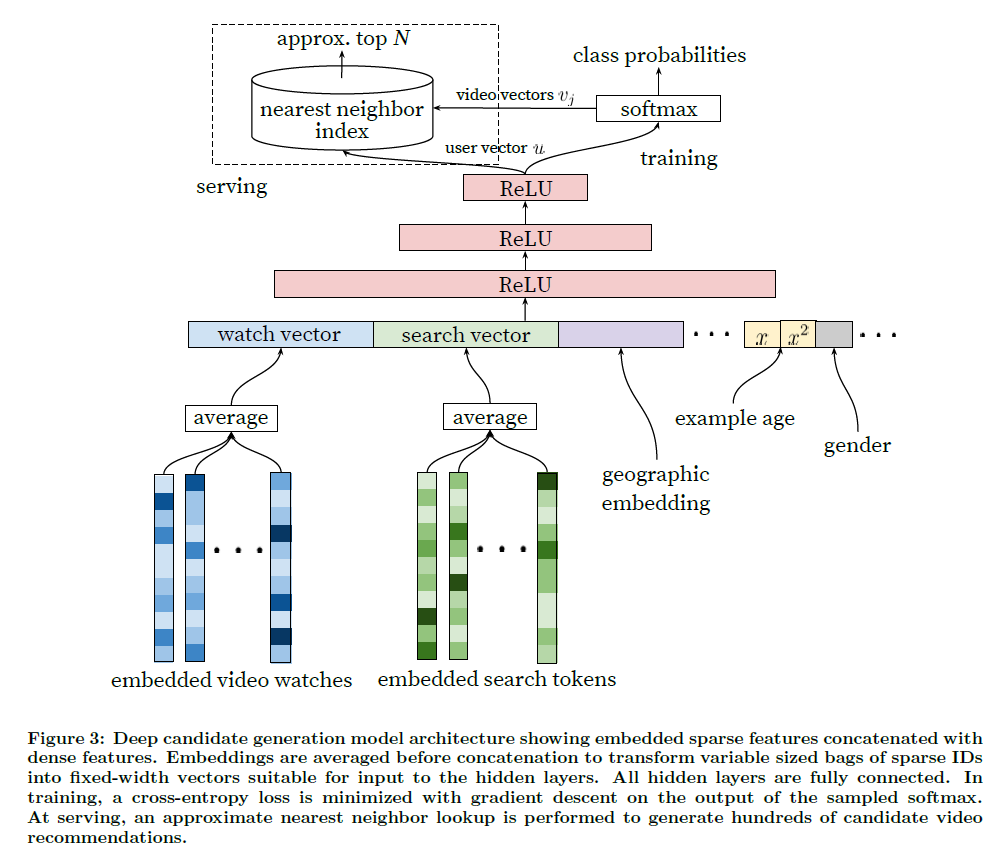 approx. top N
class probabilities
nearest neighbor
index
video vectors v_j
softmax
user vector u
training
serving
ReLU
ReLU
ReLU
watch vector
search vector
x
x²
average
average
example age
gender
geographic
embedding
embedded video watches
embedded search tokens
Figure 3: Deep candidate generation model architecture showing embedded sparse features concatenated with
dense features. Embeddings are averaged before concatenation to transform variable sized bags of sparse IDs
into fixed-width vectors suitable for input to the hidden layers. All hidden layers are fully connected. In
training, a cross-entropy loss is minimized with gradient descent on the output of the sampled softmax.
At serving, an approximate nearest neighbor lookup is performed to generate hundreds of candidate video
recommendations.